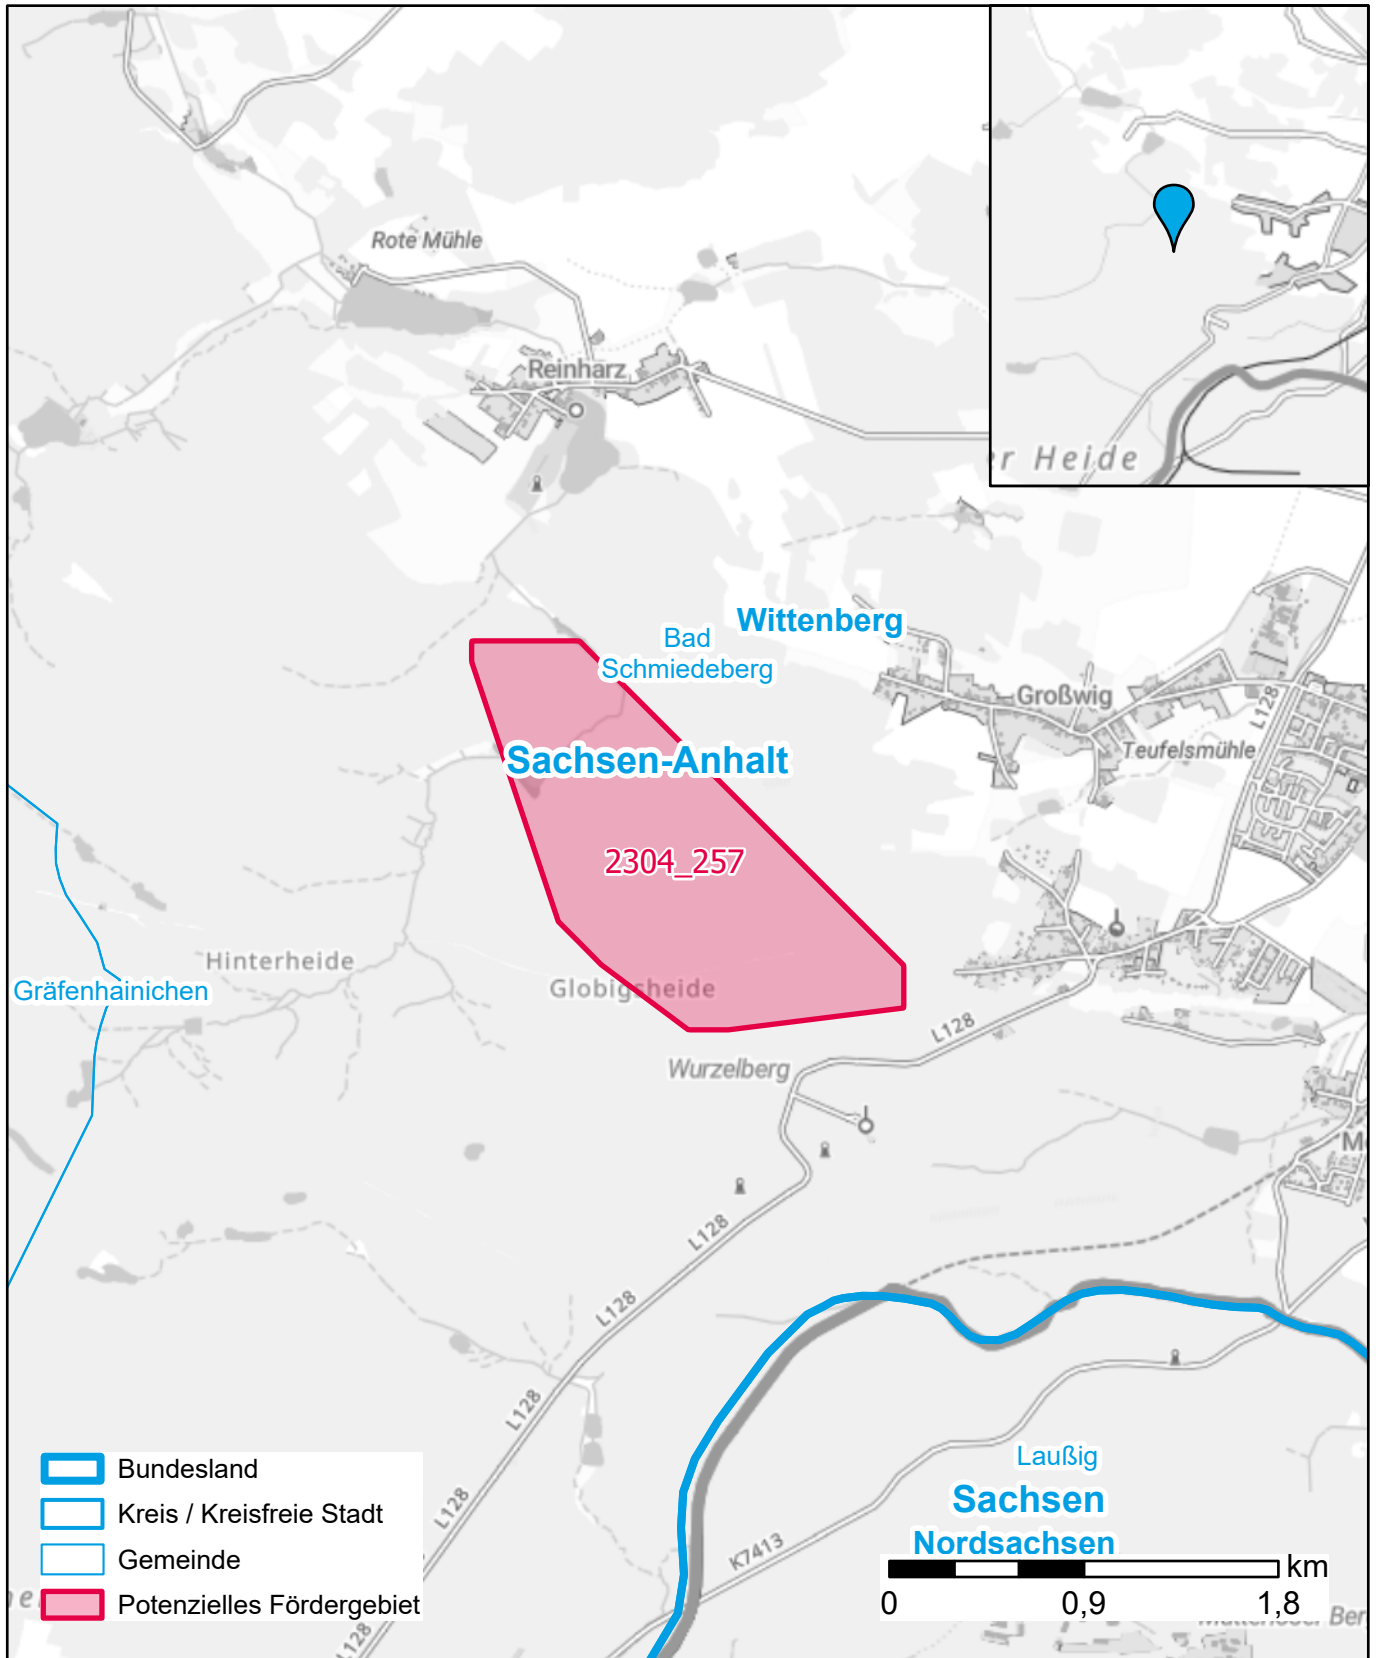 Rote Mühle
Reinharz
er Heide
Wittenberg
Bad
Schmiedeberg
Großwig
L128
Teufelsmühle
Sachsen-Anhalt
2304_257
Hinterheide
Gräfenhainichen
Globigsheide
L128
Wurzelberg
L128
L128
L128
L128
L128
K7413
Laußig
Sachsen
Nordsachsen
Bundesland
Kreis / Kreisfreie Stadt
Gemeinde
Potenzielles Fördergebiet
km
0
0,9
1,8